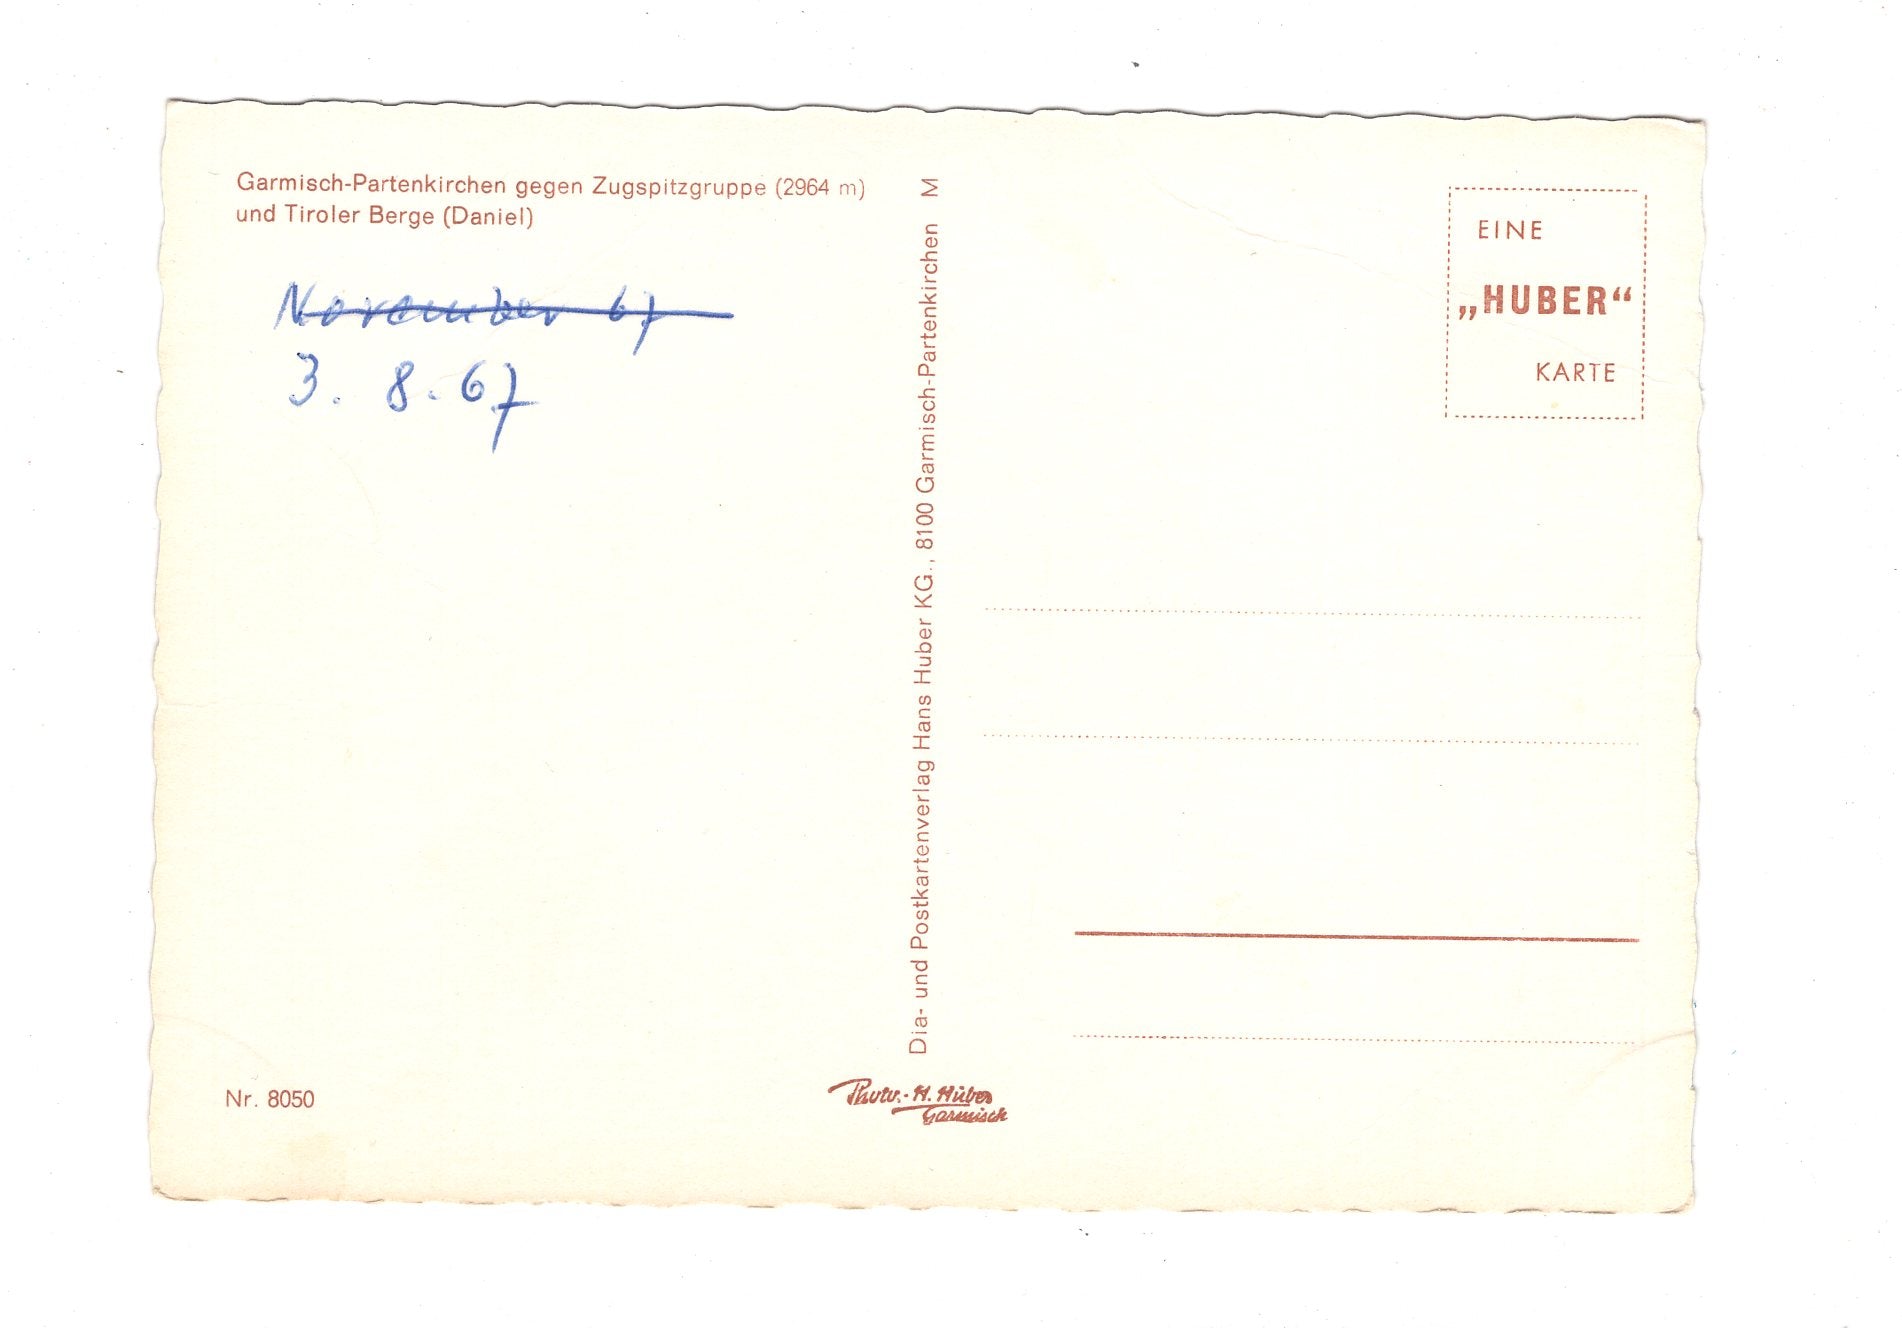 Garmisch-Partenkirchen gegen Zugspitzgruppe (2964 m)
und Tiroler Berge (Daniel)
November 67
3. 8. 67
Nr. 8050
Dia- und Postkartenverlag Hans Huber KG., 8100 Garmisch-Partenkirchen M
Photo.-H. Huber
Garmisch
EINE
„HUBER“
KARTE